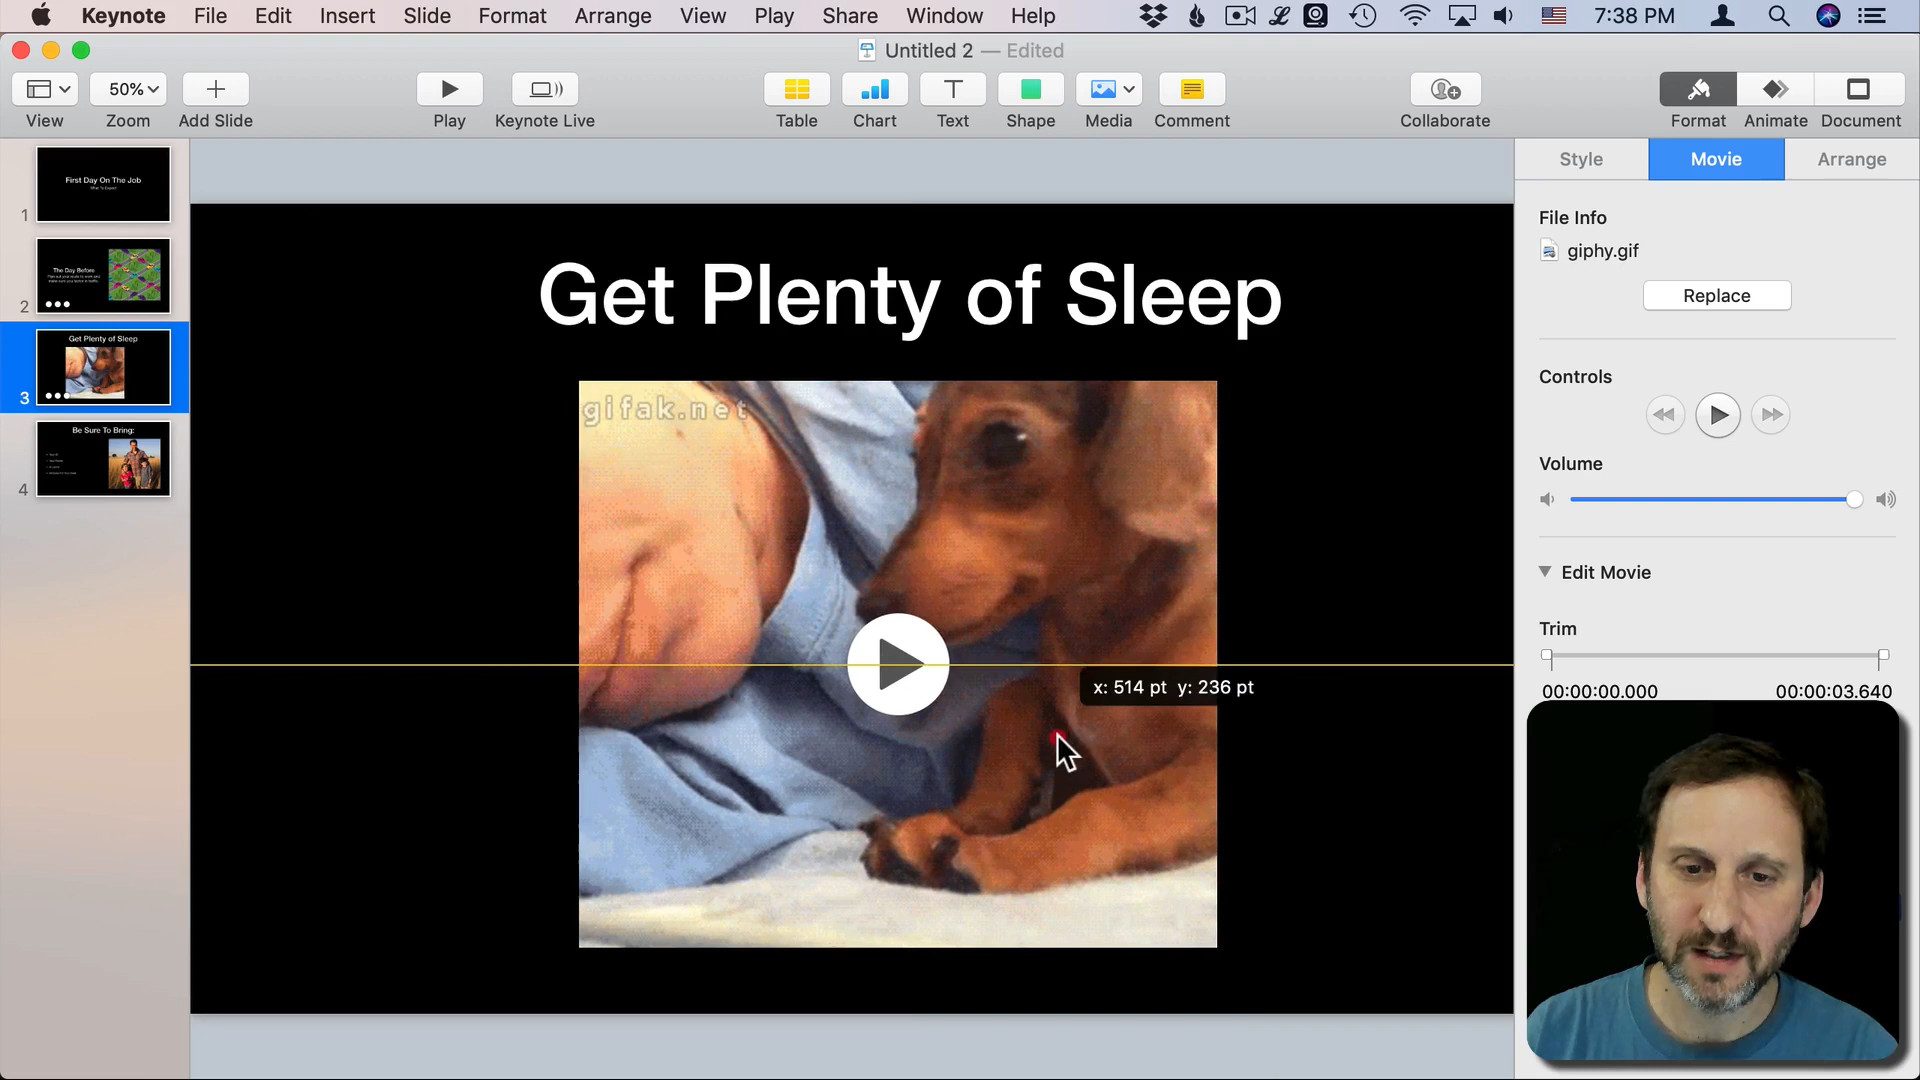 Keynote File Edit Insert Slide Format Arrange View Play Share Window Help 7:38 PM
Untitled 2 — Edited
50%
View Zoom Add Slide Play Keynote Live Table Chart Text Shape Media Comment Collaborate Format Animate Document
Style Movie Arrange
First Day On The Job
What To Expect
1
The Day Before
2
Get Plenty of Sleep
3
Be Sure To Bring:
4
Get Plenty of Sleep
gifak.net
x: 514 pt y: 236 pt
File Info
giphy.gif
Replace
Controls
Volume
Edit Movie
Trim
00:00:00.000 00:00:03.640